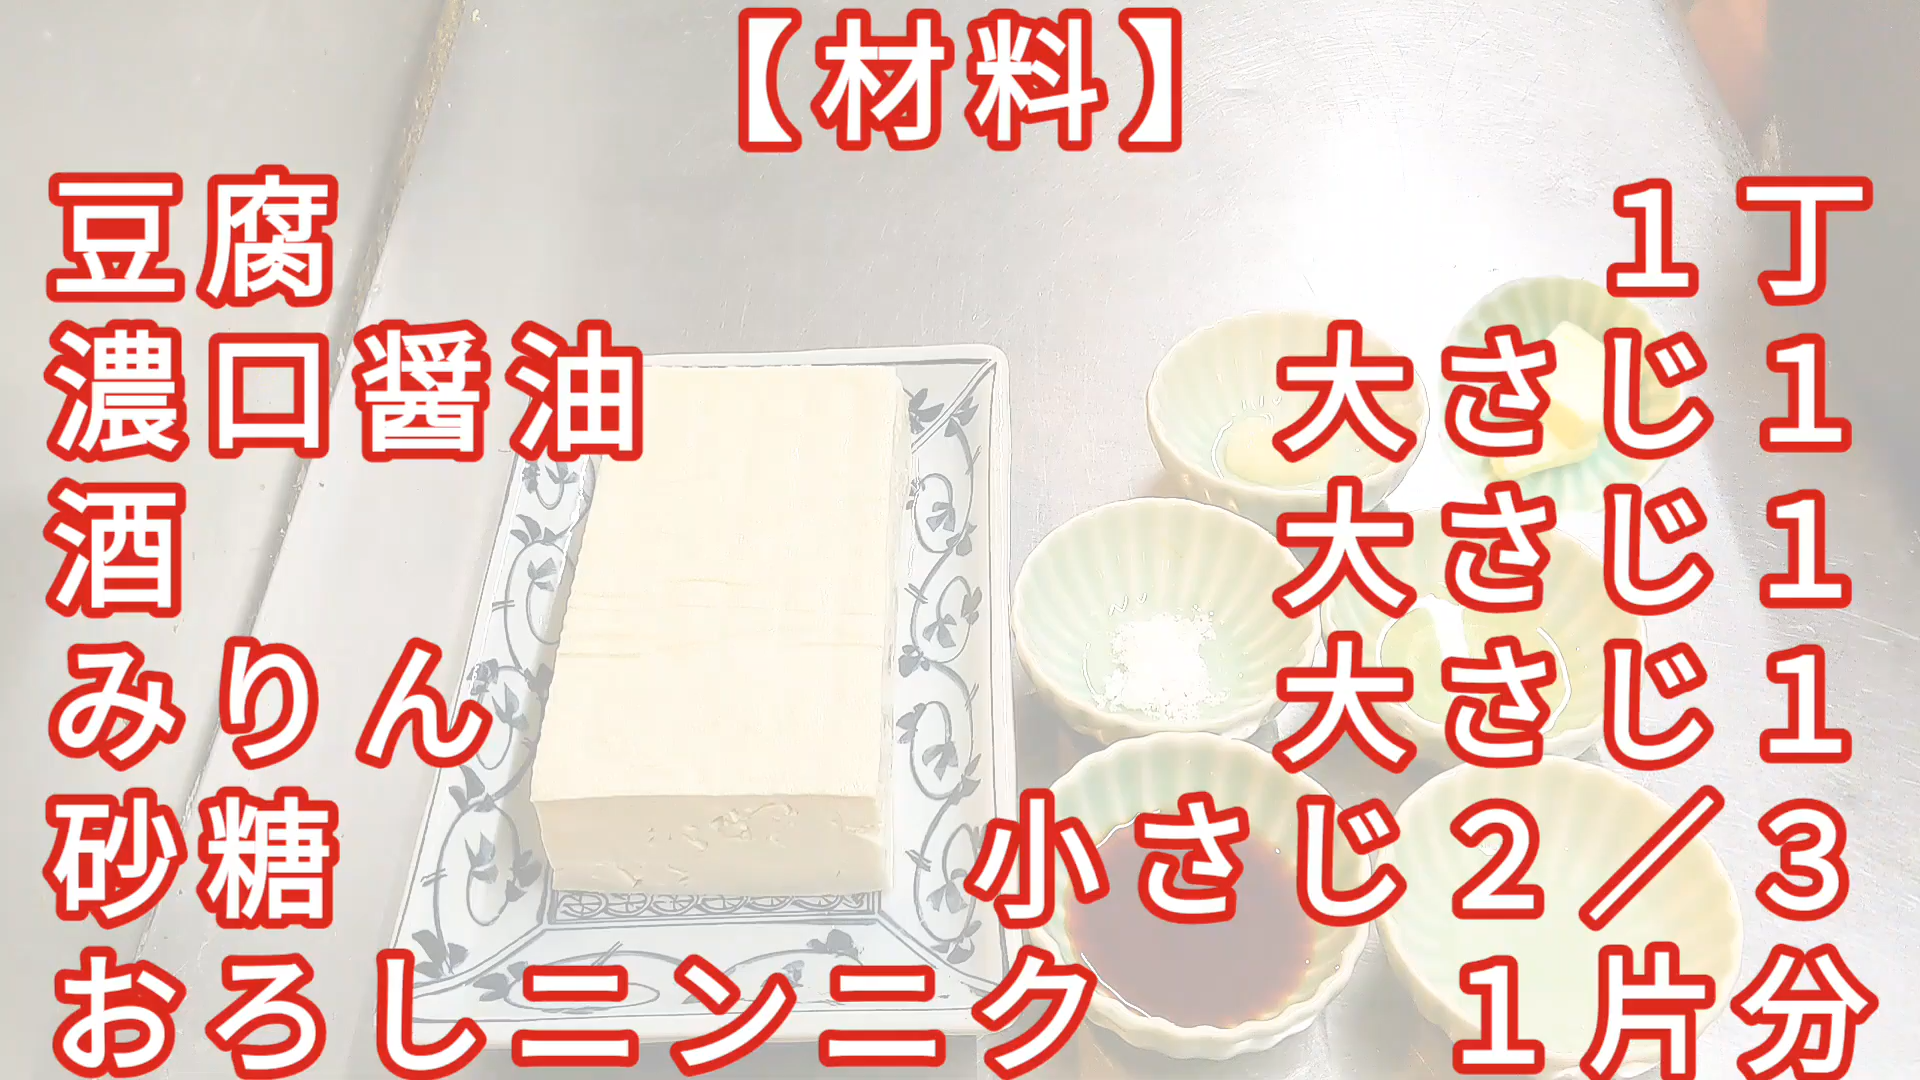 【材料】
豆腐 １丁
濃口醤油 大さじ１
酒 大さじ１
みりん 大さじ１
砂糖 小さじ２／３
おろしニンニク １片分